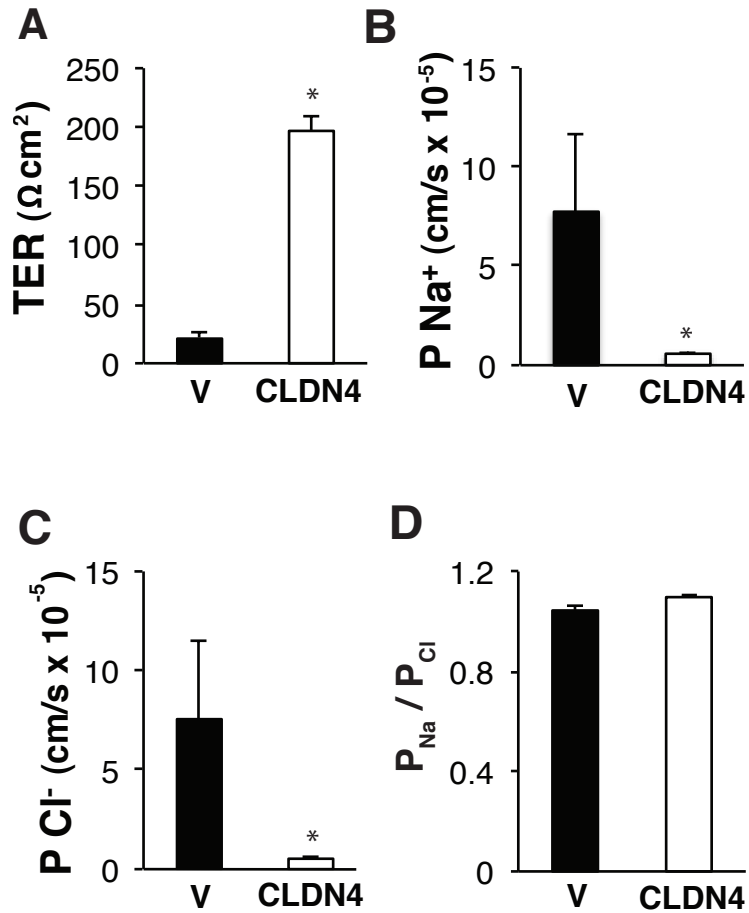 A
TER (Ω cm²)
250
200
150
100
50
0
*
V CLDN4
B
P Na⁺ (cm/s x 10⁻⁵)
15
10
5
0
*
V CLDN4
C
P Cl⁻ (cm/s x 10⁻⁵)
15
10
5
0
*
V CLDN4
D
P_Na / P_Cl
1.2
0.8
0.4
0
V CLDN4